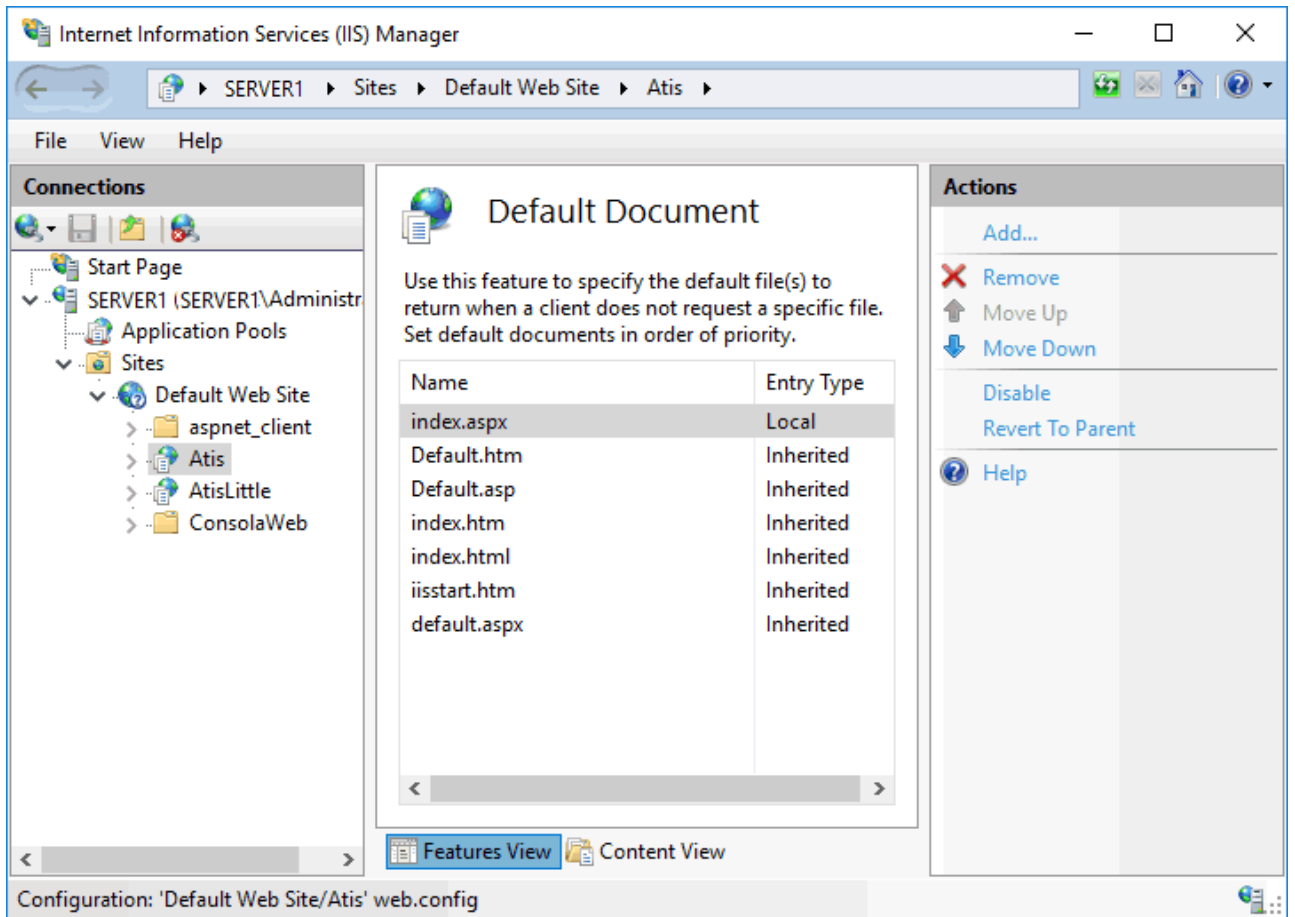 Internet Information Services (IIS) Manager
SERVER1 Sites Default Web Site Atis
File View Help
Connections
Start Page
SERVER1 (SERVER1\Administr
Application Pools
Sites
Default Web Site
aspnet_client
Atis
AtisLittle
ConsolaWeb
Default Document
Use this feature to specify the default file(s) to
return when a client does not request a specific file.
Set default documents in order of priority.
Name Entry Type
index.aspx Local
Default.htm Inherited
Default.asp Inherited
index.htm Inherited
index.html Inherited
iisstart.htm Inherited
default.aspx Inherited
Features View Content View
Actions
Add...
Remove
Move Up
Move Down
Disable
Revert To Parent
Help
Configuration: 'Default Web Site/Atis' web.config